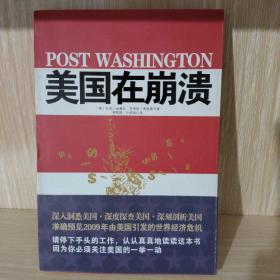 POST WASHINGTON
美国在崩溃
深入洞悉美国·深度探查美国·深刻剖析美国
准确预见2009年由美国引发的世界经济危机
请停下手头的工作，认认真真地读读这本书
因为你必须关注美国的一举一动